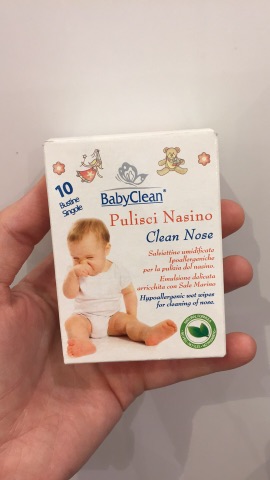 10
Bustine
Singole
BabyClean®
Pulisci Nasino
Clean Nose
Salviettine umidificate
Ipoallergeniche
per la pulizia del nasino.
Emulsione delicata
arricchita con Sale Marino
Hypoallergenic wet wipes
for cleaning of nose.